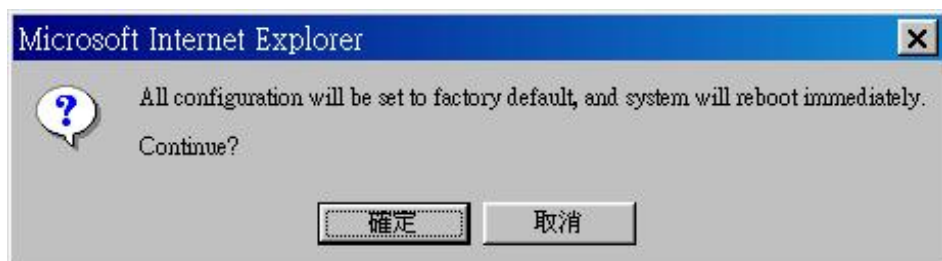 Microsoft Internet Explorer
All configuration will be set to factory default, and system will reboot immediately.
Continue?
確定
取消